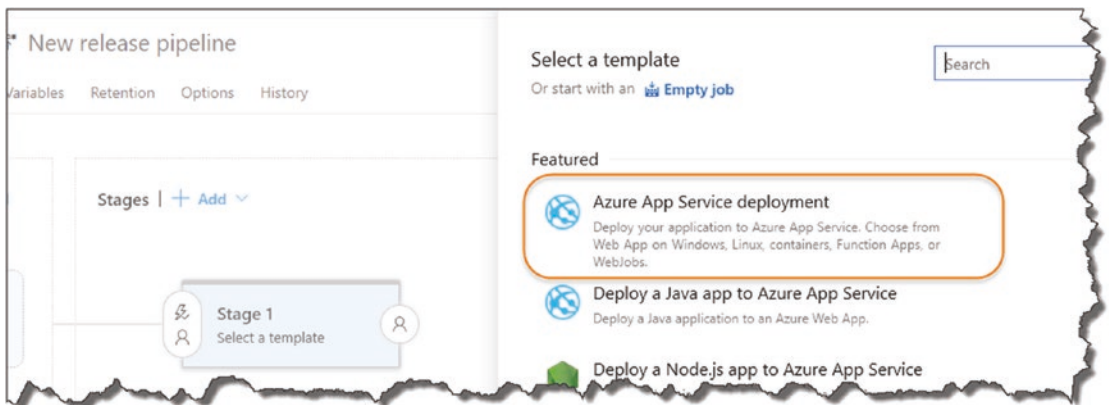 New release pipeline
Variables Retention Options History
Stages | + Add
Stage 1
Select a template
Select a template
Or start with an Empty job
Search
Featured
Azure App Service deployment
Deploy your application to Azure App Service. Choose from
Web App on Windows, Linux, containers, Function Apps, or
WebJobs.
Deploy a Java app to Azure App Service
Deploy a Java application to an Azure Web App.
Deploy a Node.js app to Azure App Service